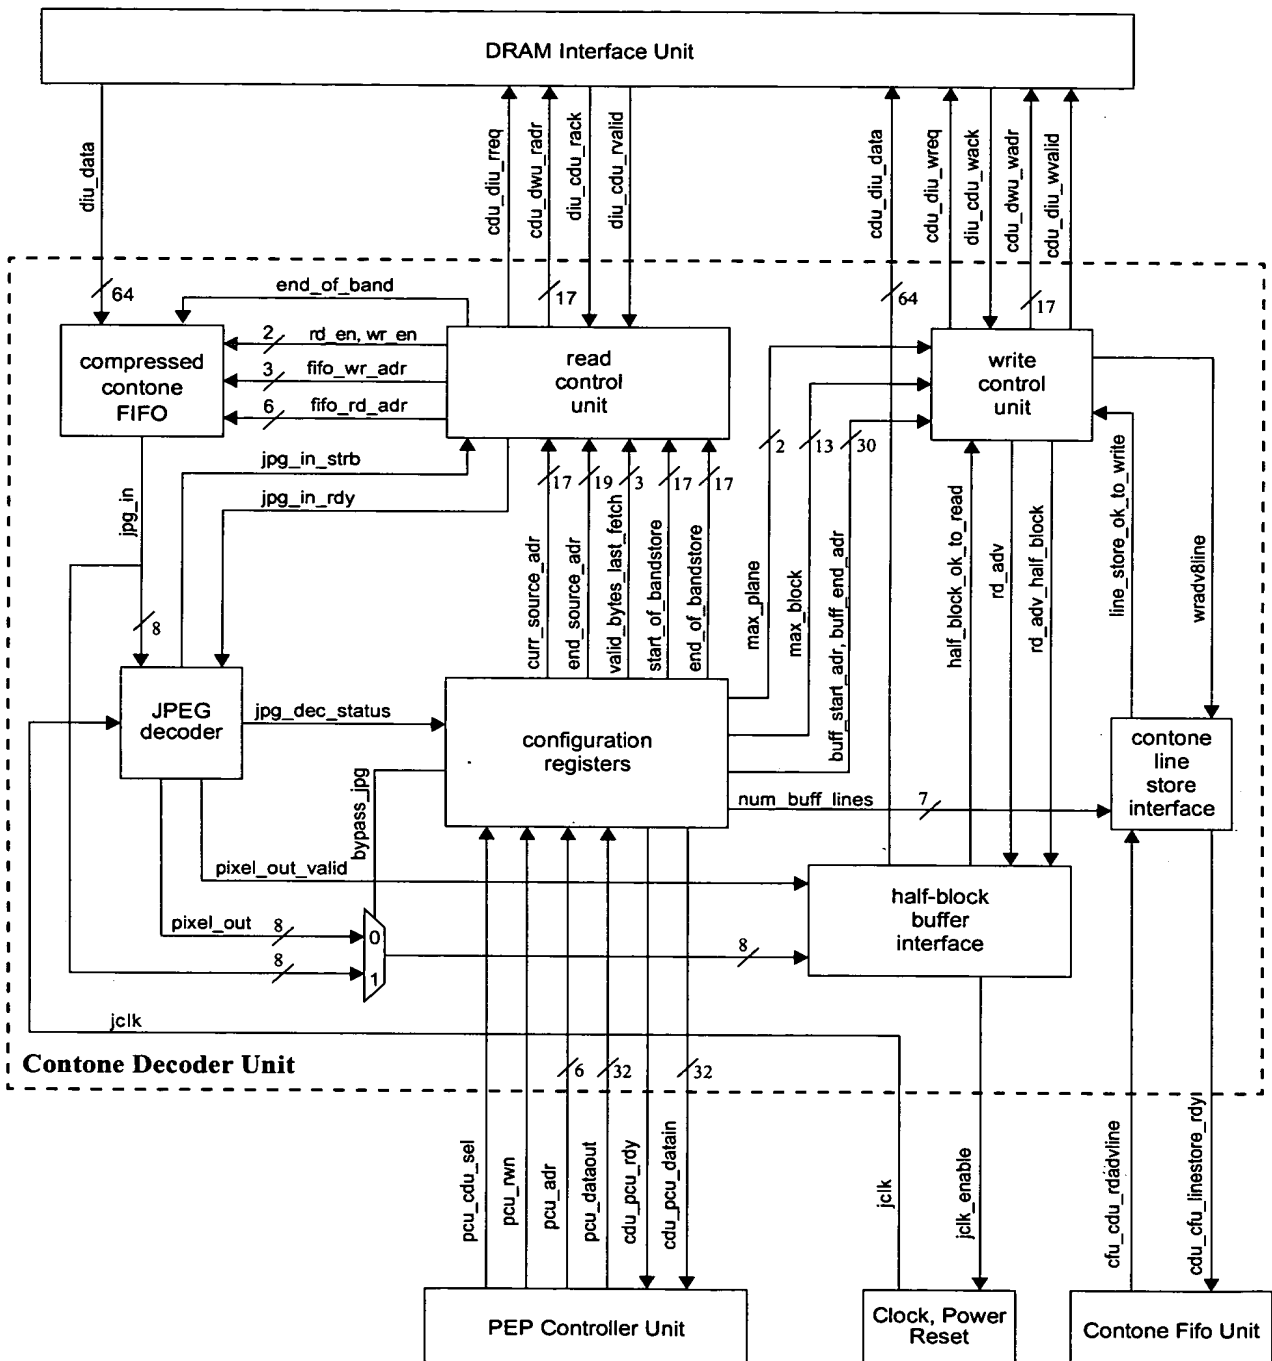 DRAM Interface Unit
diu_data
cdu_diu_rreq
cdu_dwu_radr
diu_cdu_rack
diu_cdu_rvalid
cdu_diu_data
cdu_diu_wreq
diu_cdu_wack
cdu_dwu_wadr
cdu_diu_wvalid
64
end_of_band
17
64
17
compressed
contone
FIFO
2
rd_en, wr_en
3
fifo_wr_adr
6
fifo_rd_adr
read
control
unit
write
control
unit
2
13
30
jpg_in
jpg_in_strb
jpg_in_rdy
17
19
3
17
17
curr_source_adr
end_source_adr
valid_bytes_last_fetch
start_of_bandstore
end_of_bandstore
max_plane
max_block
buff_start_adr, buff_end_adr
half_block_ok_to_read
rd_adv
rd_adv_half_block
line_store_ok_to_write
wradv8line
8
JPEG
decoder
jpg_dec_status
configuration
registers
contone
line
store
interface
bypass_jpg
num_buff_lines
7
pixel_out_valid
half-block
buffer
interface
pixel_out
8
0
8
1
8
jclk
Contone Decoder Unit
6
32
32
pcu_cdu_sel
pcu_rwn
pcu_adr
pcu_dataout
cdu_pcu_rdy
cdu_pcu_datain
jclk
jclk_enable
cfu_cdu_rdadvline
cdu_cfu_linestore_rdy
PEP Controller Unit
Clock, Power
Reset
Contone Fifo Unit